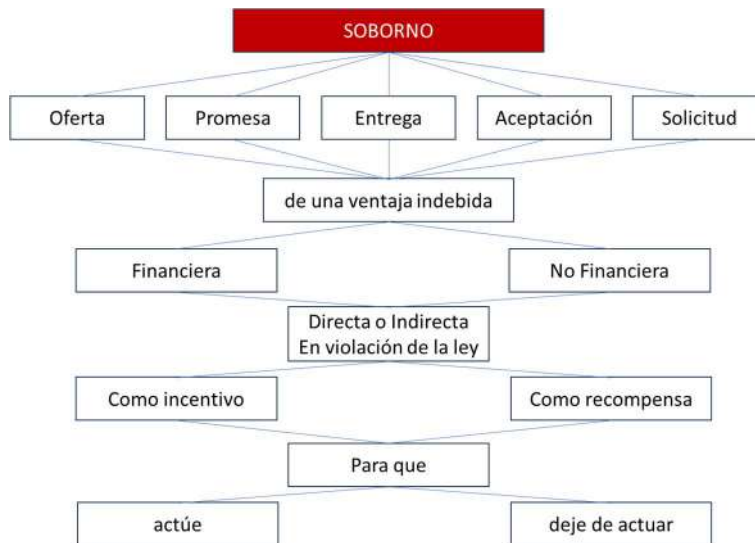 SOBORNO
Oferta
Promesa
Entrega
Aceptación
Solicitud
de una ventaja indebida
Financiera
No Financiera
Directa o Indirecta
En violación de la ley
Como incentivo
Como recompensa
Para que
actúe
deje de actuar